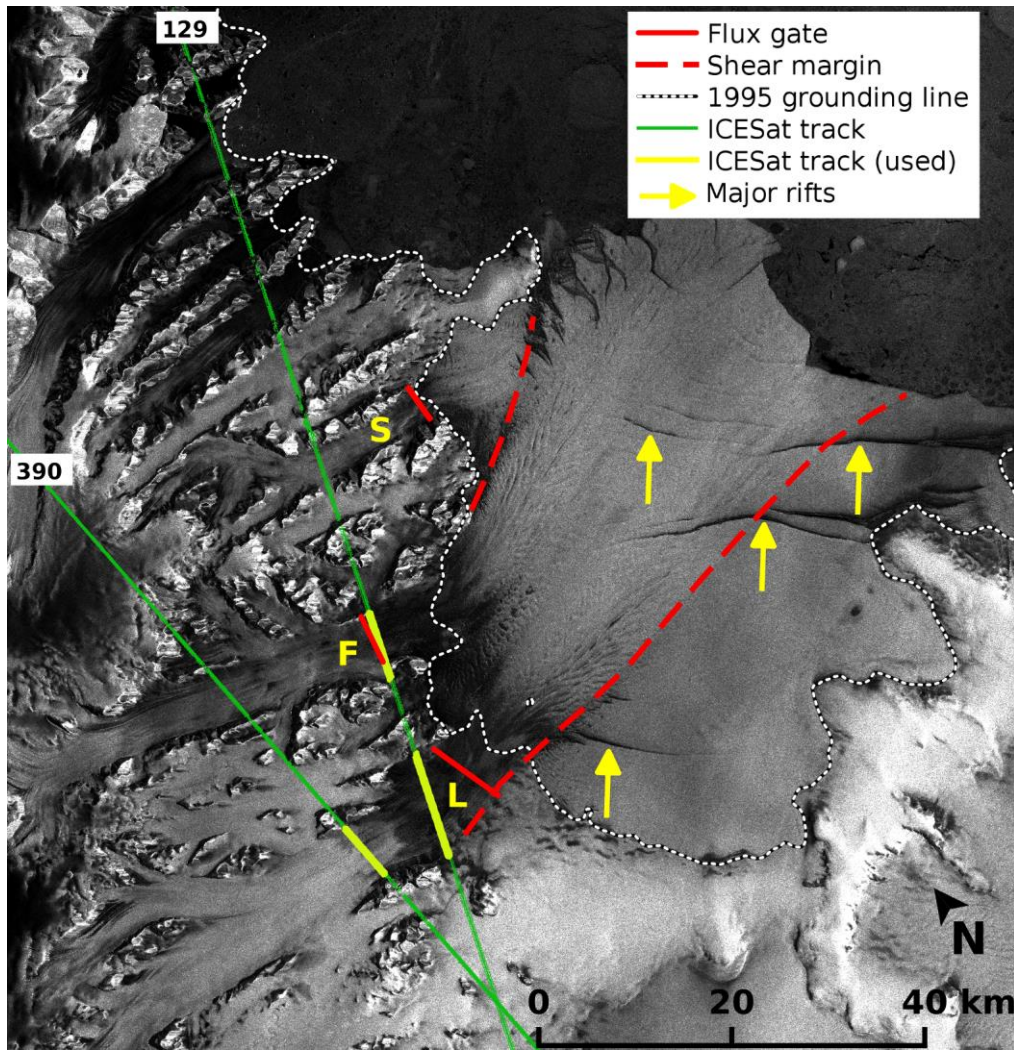 129
Flux gate
Shear margin
1995 grounding line
ICESat track
ICESat track (used)
Major rifts
S
390
F
L
N
0 20 40 km